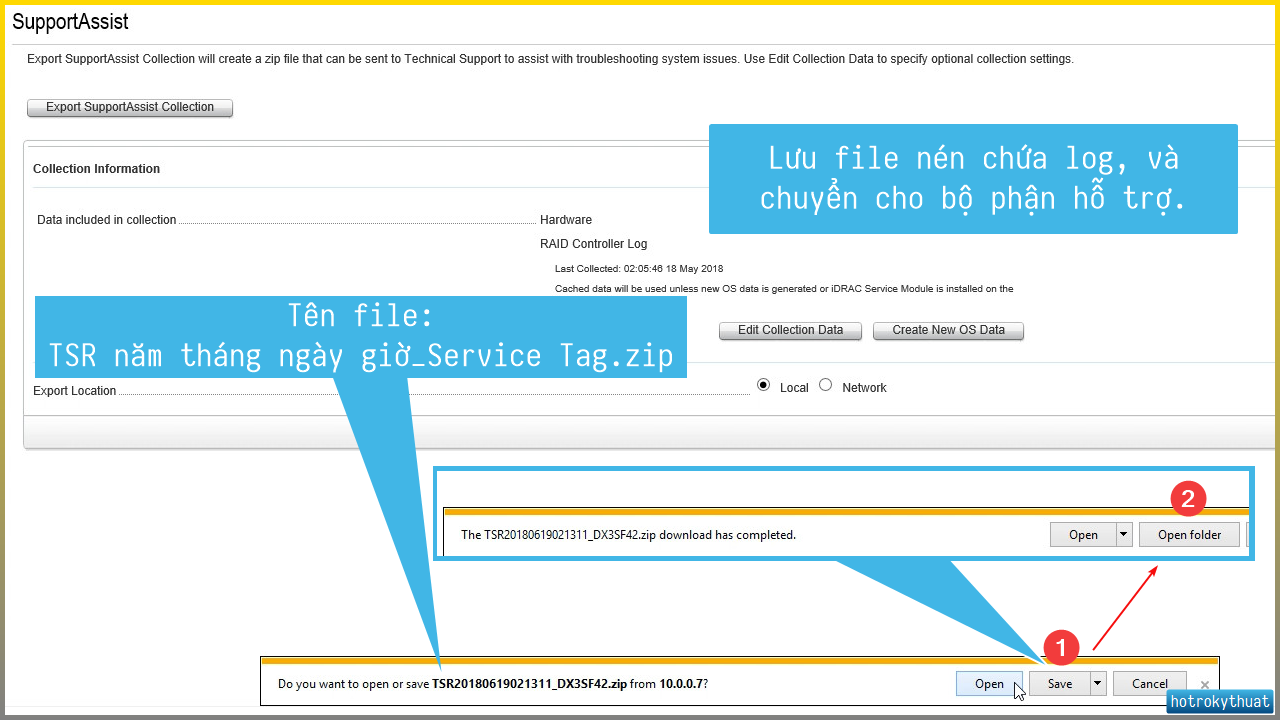 SupportAssist
Export SupportAssist Collection will create a zip file that can be sent to Technical Support to assist with troubleshooting system issues. Use Edit Collection Data to specify optional collection settings.
Export SupportAssist Collection
Lưu file nén chứa log, và
chuyển cho bộ phận hỗ trợ.
Collection Information
Data included in collection
Hardware
RAID Controller Log
Last Collected: 02:05:46 18 May 2018
Cached data will be used unless new OS data is generated or iDRAC Service Module is installed on the
Tên file:
TSR năm tháng ngày giờ_Service Tag.zip
Edit Collection Data
Create New OS Data
Export Location
Local
Network
2
The TSR20180619021311_DX3SF42.zip download has completed.
Open
Open folder
1
Do you want to open or save TSR20180619021311_DX3SF42.zip from 10.0.0.7?
Open
Save
Cancel
×
hotrokythuat